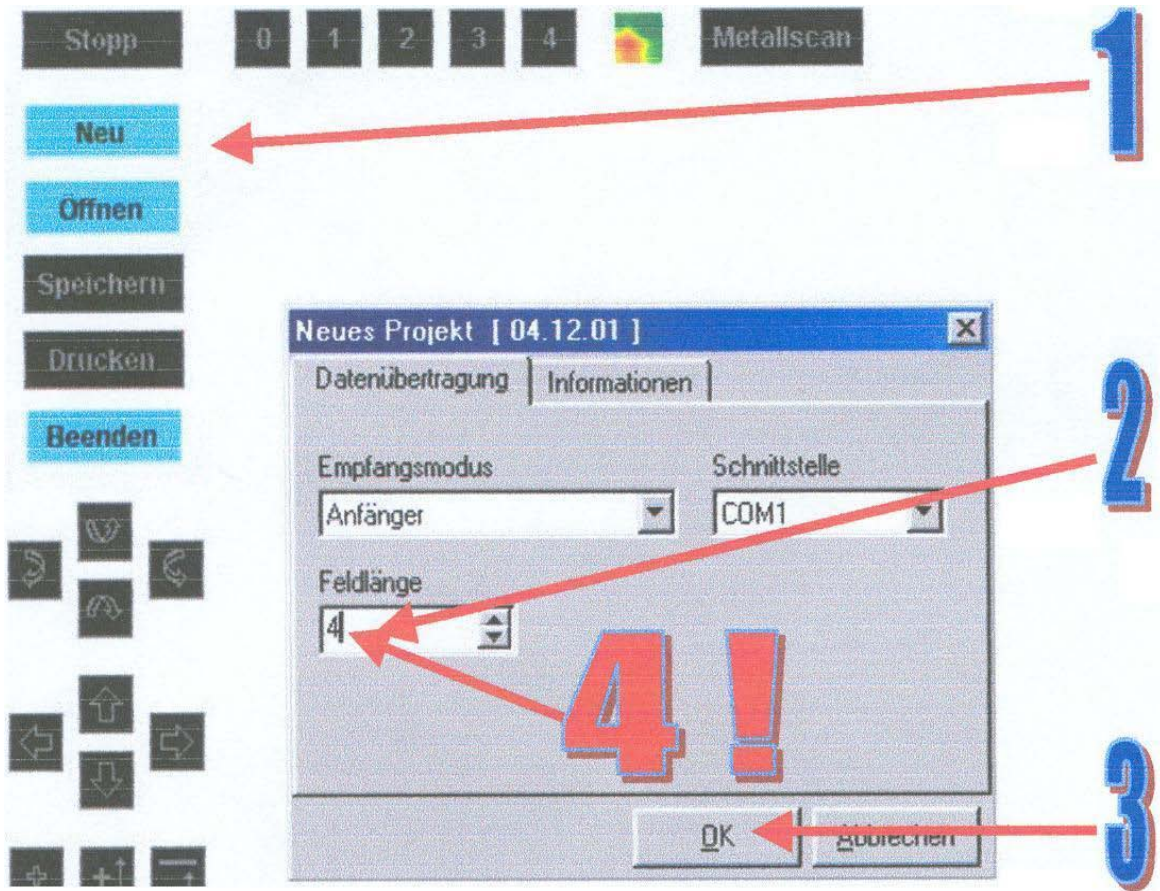 Stopp 0 1 2 3 4 Metallscan
1
Neu
Öffnen
Speichern
Drucken
Beenden
Neues Projekt [ 04.12.01 ]
Datenübertragung Informationen
2
Empfangsmodus Schnittstelle
Anfänger COM1
Feldlänge
4
4!
OK Abbrechen
3